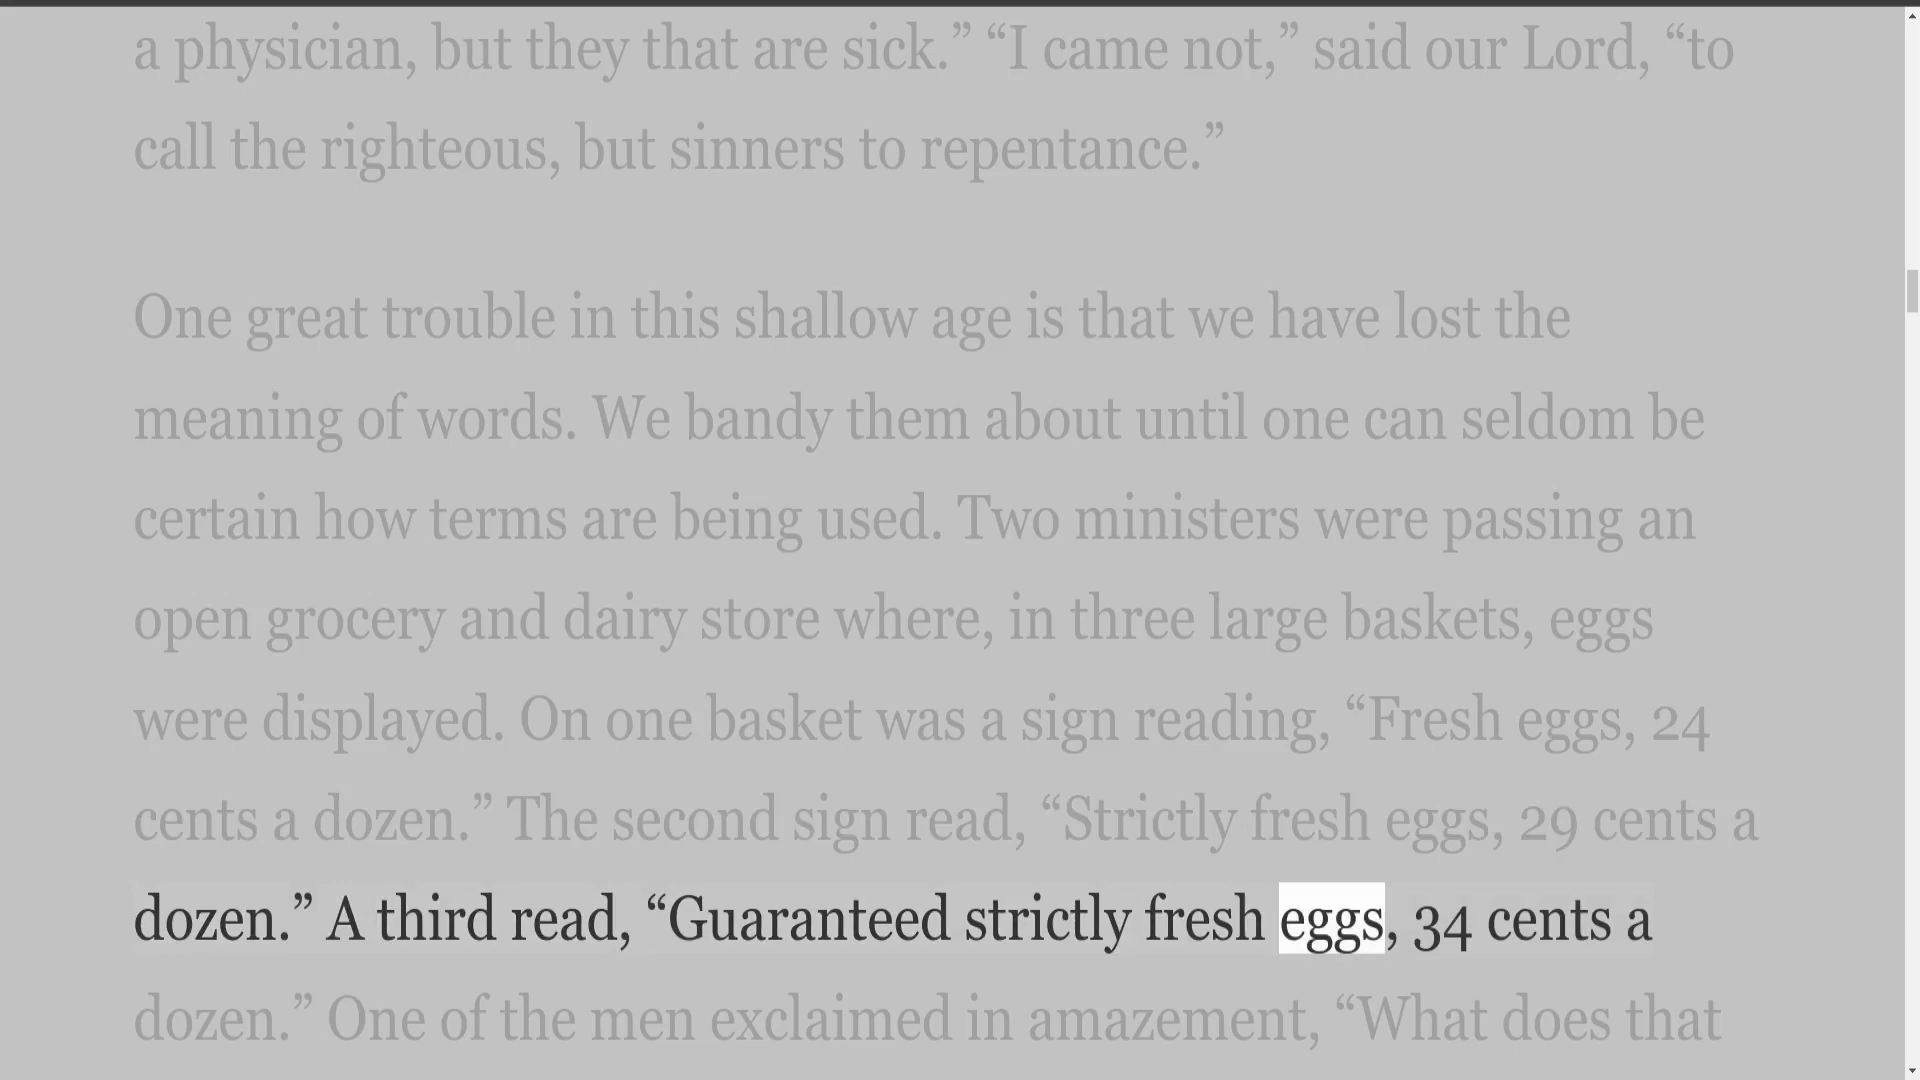 a physician, but they that are sick.” “I came not,” said our Lord, “to
call the righteous, but sinners to repentance.”
One great trouble in this shallow age is that we have lost the
meaning of words. We bandy them about until one can seldom be
certain how terms are being used. Two ministers were passing an
open grocery and dairy store where, in three large baskets, eggs
were displayed. On one basket was a sign reading, “Fresh eggs, 24
cents a dozen.” The second sign read, “Strictly fresh eggs, 29 cents a
dozen.” A third read, “Guaranteed strictly fresh eggs, 34 cents a
dozen.” One of the men exclaimed in amazement, “What does that